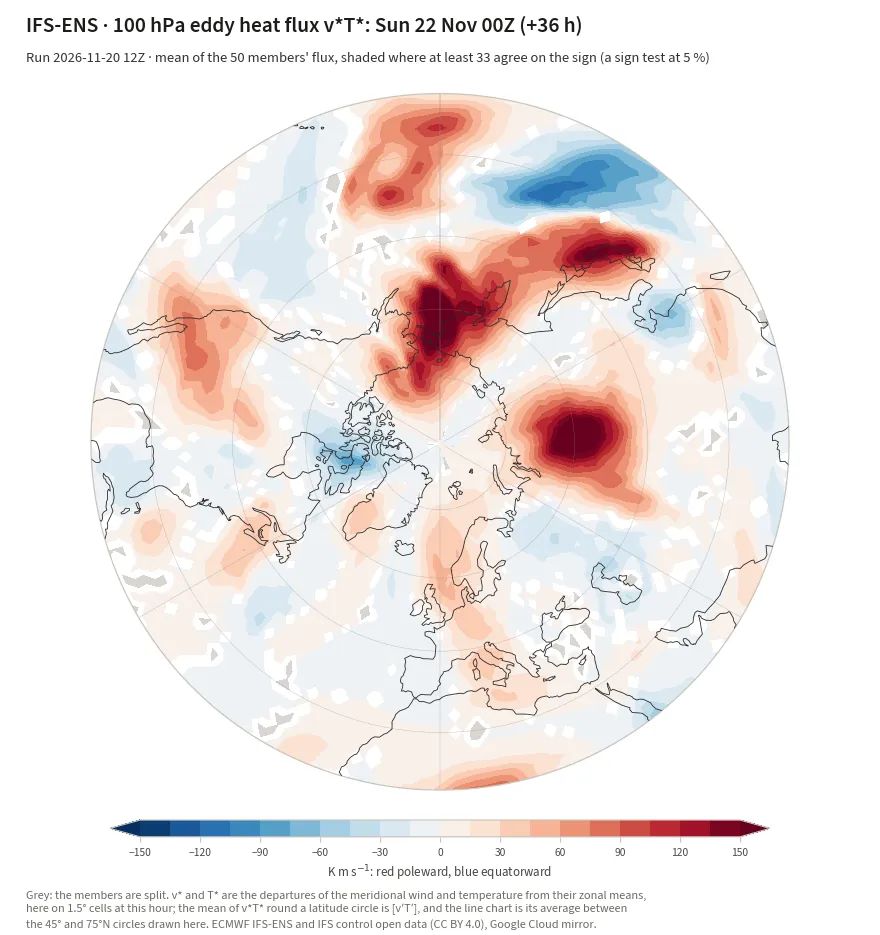 IFS-ENS · 100 hPa eddy heat flux v*T*: Sun 22 Nov 00Z (+36 h)
Run 2026-11-20 12Z · mean of the 50 members' flux, shaded where at least 33 agree on the sign (a sign test at 5 %)
−150 −120 −90 −60 −30 0 30 60 90 120 150
K m s⁻¹: red poleward, blue equatorward
Grey: the members are split. v* and T* are the departures of the meridional wind and temperature from their zonal means,
here on 1.5° cells at this hour; the mean of v*T* round a latitude circle is [v′T′], and the line chart is its average between
the 45° and 75°N circles drawn here. ECMWF IFS-ENS and IFS control open data (CC BY 4.0), Google Cloud mirror.